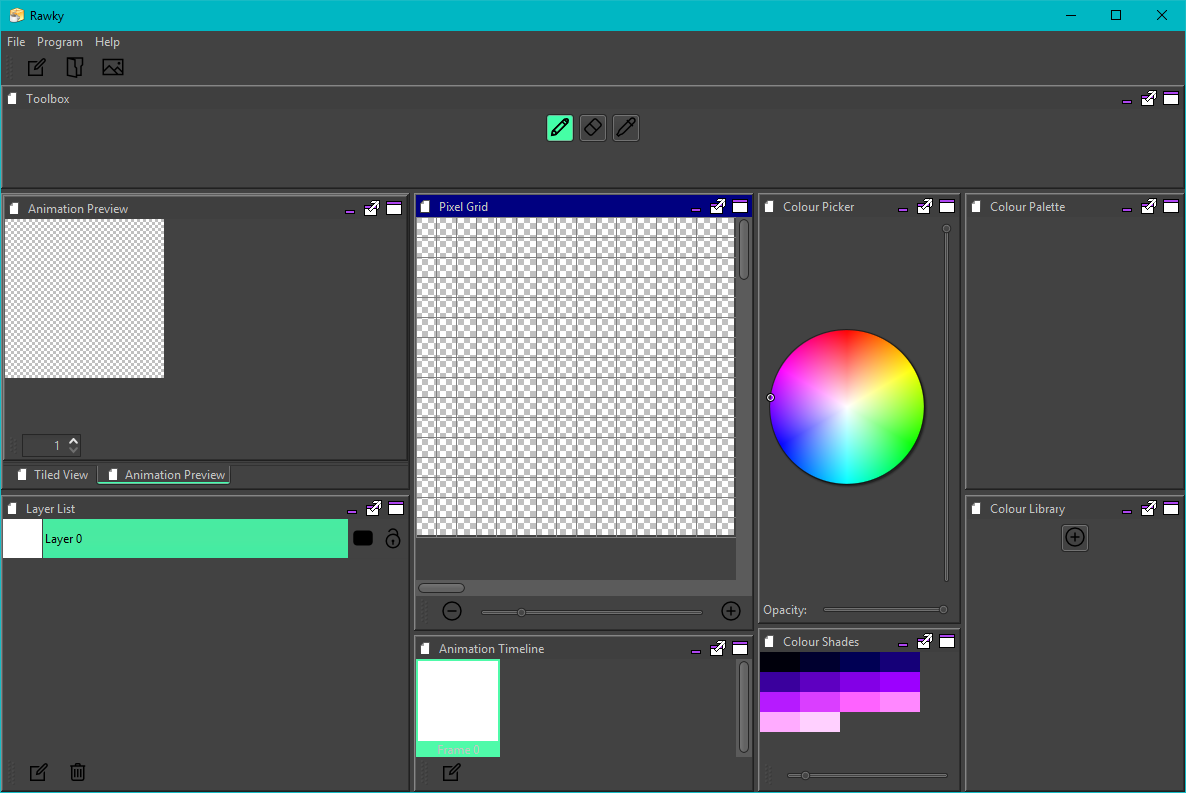 Rawky
File Program Help
Toolbox
Animation Preview
Pixel Grid
Colour Picker
Colour Palette
1
Tiled View Animation Preview
Layer List
Colour Library
Layer 0
Opacity:
Animation Timeline
Colour Shades
Frame 0